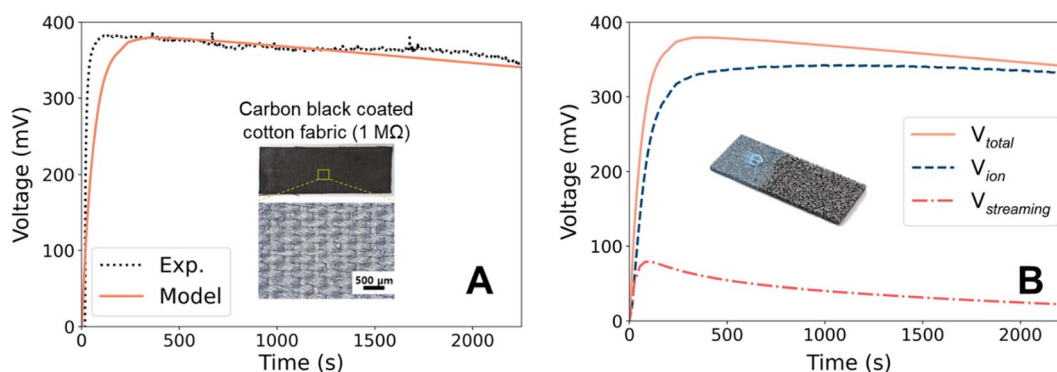 400
300
200
100
0
Voltage (mV)
Carbon black coated
cotton fabric (1 MΩ)
500 μm
Exp.
Model
A
0
500
1000
1500
2000
Time (s)
400
300
200
100
0
Voltage (mV)
V_total
V_ion
V_streaming
B
0
500
1000
1500
2000
Time (s)